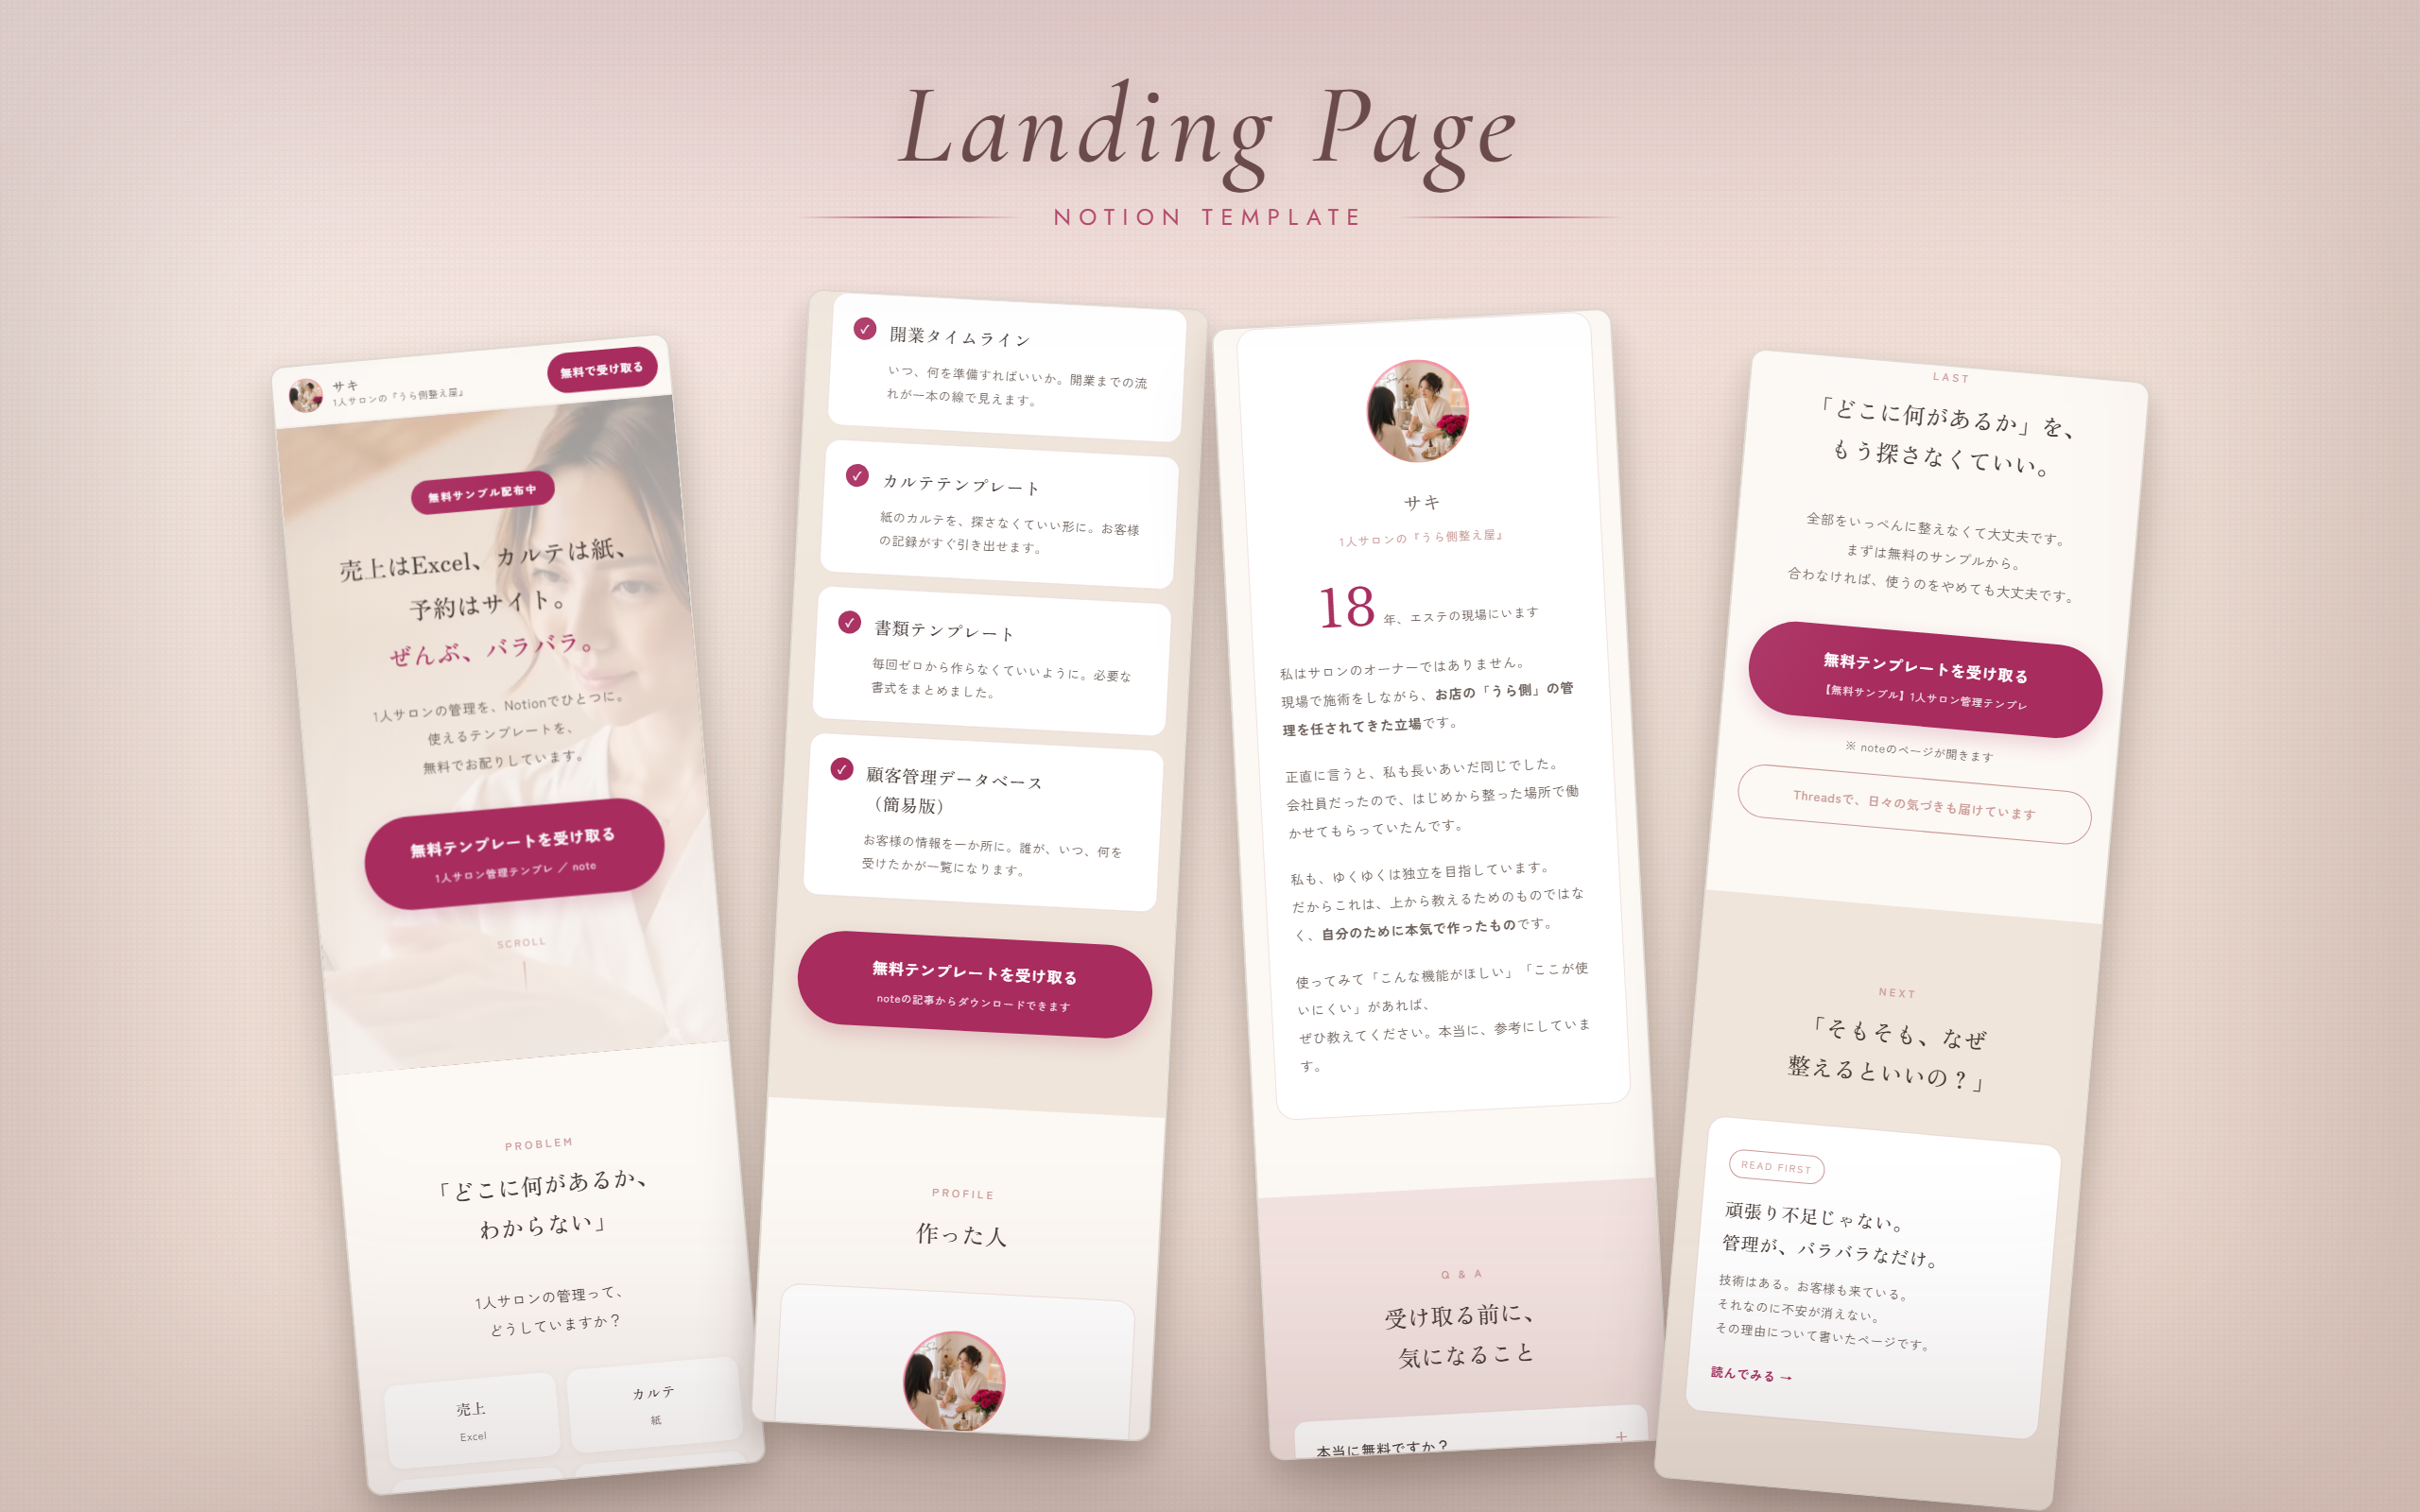 Landing Page
NOTION TEMPLATE
サキ
1人サロンの『うら側整え屋』
無料で受け取る
無料サンプル配布中
売上はExcel、カルテは紙、
予約はサイト。
ぜんぶ、バラバラ。
1人サロンの管理を、Notionでひとつに。
使えるテンプレートを、
無料でお配りしています。
無料テンプレートを受け取る
1人サロン管理テンプレ ／ note
SCROLL
PROBLEM
「どこに何があるか、
わからない」
1人サロンの管理って、
どうしていますか？
売上
Excel
カルテ
紙
開業タイムライン
いつ、何を準備すればいいか。開業までの流
れが一本の線で見えます。
カルテテンプレート
紙のカルテを、探さなくていい形に。お客様
の記録がすぐ引き出せます。
書類テンプレート
毎回ゼロから作らなくていいように。必要な
書式をまとめました。
顧客管理データベース
（簡易版）
お客様の情報を一か所に。誰が、いつ、何を
受けたかが一覧になります。
無料テンプレートを受け取る
noteの記事からダウンロードできます
PROFILE
作った人
サキ
1人サロンの『うら側整え屋』
18 年、エステの現場にいます
私はサロンのオーナーではありません。
現場で施術をしながら、お店の「うら側」の管
理を任されてきた立場です。
正直に言うと、私も長いあいだ同じでした。
会社員だったので、はじめから整った場所で働
かせてもらっていたんです。
私も、ゆくゆくは独立を目指しています。
だからこれは、上から教えるためのものではな
く、自分のために本気で作ったものです。
使ってみて「こんな機能がほしい」「ここが使
いにくい」があれば、
ぜひ教えてください。本当に、参考にしていま
す。
Q & A
受け取る前に、
気になること
本当に無料ですか？
LAST
「どこに何があるか」を、
もう探さなくていい。
全部をいっぺんに整えなくて大丈夫です。
まずは無料のサンプルから。
合わなければ、使うのをやめても大丈夫です。
無料テンプレートを受け取る
【無料サンプル】1人サロン管理テンプレ
※ noteのページが開きます
Threadsで、日々の気づきも届けています
NEXT
「そもそも、なぜ
整えるといいの？」
READ FIRST
頑張り不足じゃない。
管理が、バラバラなだけ。
技術はある。お客様も来ている。
それなのに不安が消えない。
その理由について書いたページです。
読んでみる →